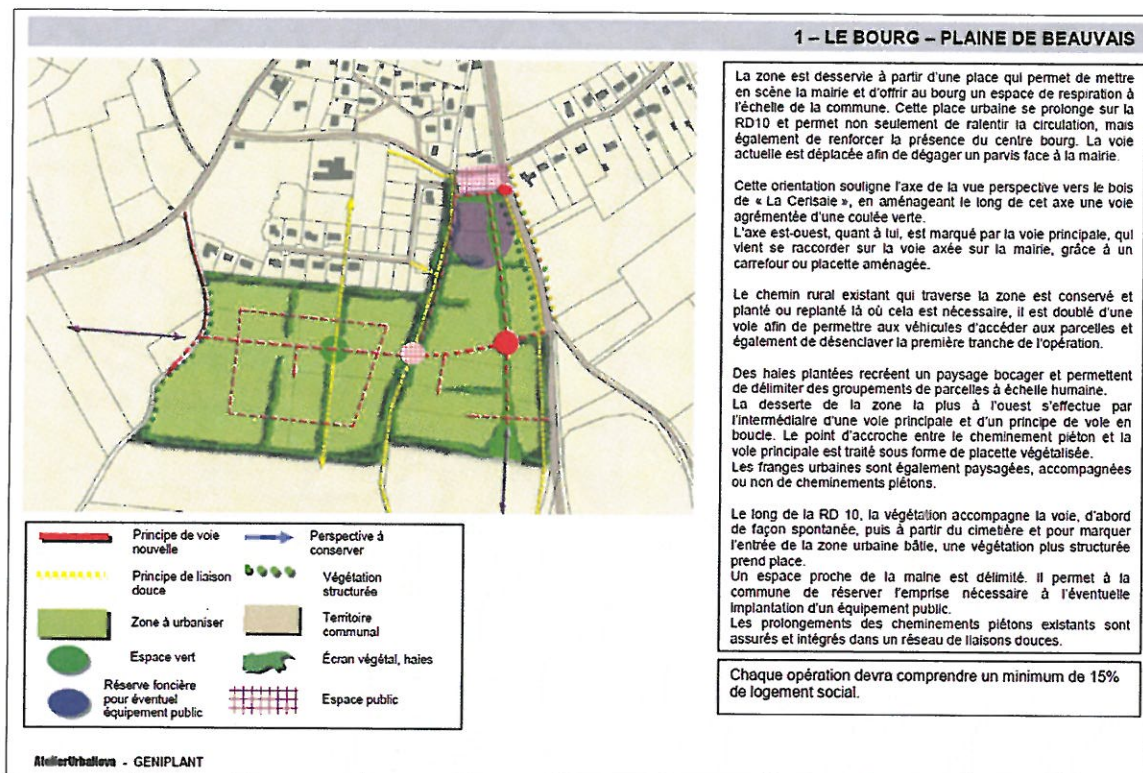 1 – LE BOURG – PLAINE DE BEAUVAIS
La zone est desservie à partir d'une place qui permet de mettre
en scène la mairie et d'offrir au bourg un espace de respiration à
l'échelle de la commune. Cette place urbaine se prolonge sur la
RD10 et permet non seulement de ralentir la circulation, mais
également de renforcer la présence du centre bourg. La voie
actuelle est déplacée afin de dégager un parvis face à la mairie.
Cette orientation souligne l'axe de la vue perspective vers le bois
de « La Cerisaie », en aménageant le long de cet axe une voie
agrémentée d'une coulée verte.
L'axe est-ouest, quant à lui, est marqué par la voie principale, qui
vient se raccorder sur la voie axée sur la mairie, grâce à un
carrefour ou placette aménagée.
Le chemin rural existant qui traverse la zone est conservé et
planté ou replanté là où cela est nécessaire, il est doublé d'une
voie afin de permettre aux véhicules d'accéder aux parcelles et
également de désenclaver la première tranche de l'opération.
Des haies plantées recréent un paysage bocager et permettent
de délimiter des groupements de parcelles à échelle humaine.
La desserte de la zone la plus à l'ouest s'effectue par
l'intermédiaire d'une voie principale et d'un principe de voie en
boucle. Le point d'accroche entre le cheminement piéton et la
voie principale est traité sous forme de placette végétalisée.
Les franges urbaines sont également paysagées, accompagnées
ou non de cheminements piétons.
Le long de la RD 10, la végétation accompagne la voie, d'abord
de façon spontanée, puis à partir du cimetière et pour marquer
l'entrée de la zone urbaine bâtie, une végétation plus structurée
prend place.
Un espace proche de la mairie est délimité. Il permet à la
commune de réserver l'emprise nécessaire à l'éventuelle
implantation d'un équipement public.
Les prolongements des cheminements piétons existants sont
assurés et intégrés dans un réseau de liaisons douces.
Chaque opération devra comprendre un minimum de 15%
de logement social.
Principe de voie
nouvelle
Principe de liaison
douce
Zone à urbaniser
Espace vert
Réserve foncière
pour éventuel
équipement public
Perspective à
conserver
Végétation
structurée
Territoire
communal
Écran végétal, haies
Espace public
AtelierUrbaNova - GENIPLANT